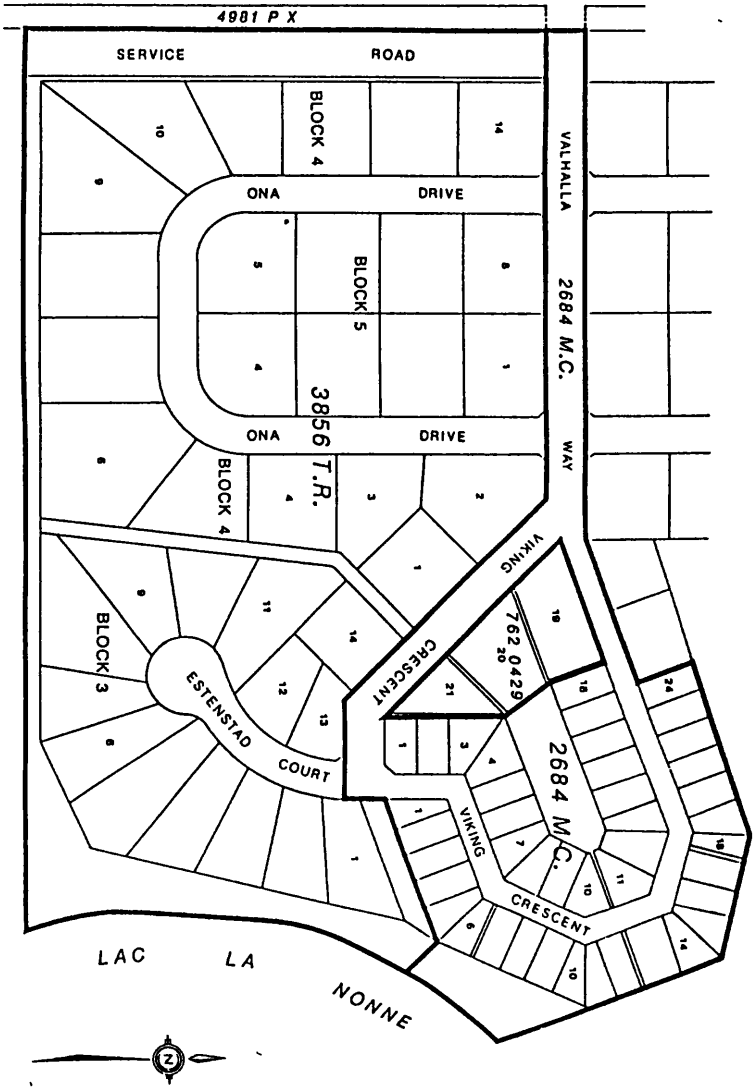 4981 P X
SERVICE ROAD
VALHALLA WAY
2684 M.C.
BLOCK 4
10
14
9
ONA DRIVE
BLOCK 5
5
8
4
1
3856 T.R.
ONA DRIVE
6
BLOCK 4
4
3
2
1
VIKING CRESCENT
BLOCK 3
9
11
14
12
13
8
1
ESTENSTAD COURT
19
762 0429
20
21
18
24
2684 M.C.
1
3
4
7
10
11
18
VIKING CRESCENT
1
6
10
14
LAC LA NONNE
N